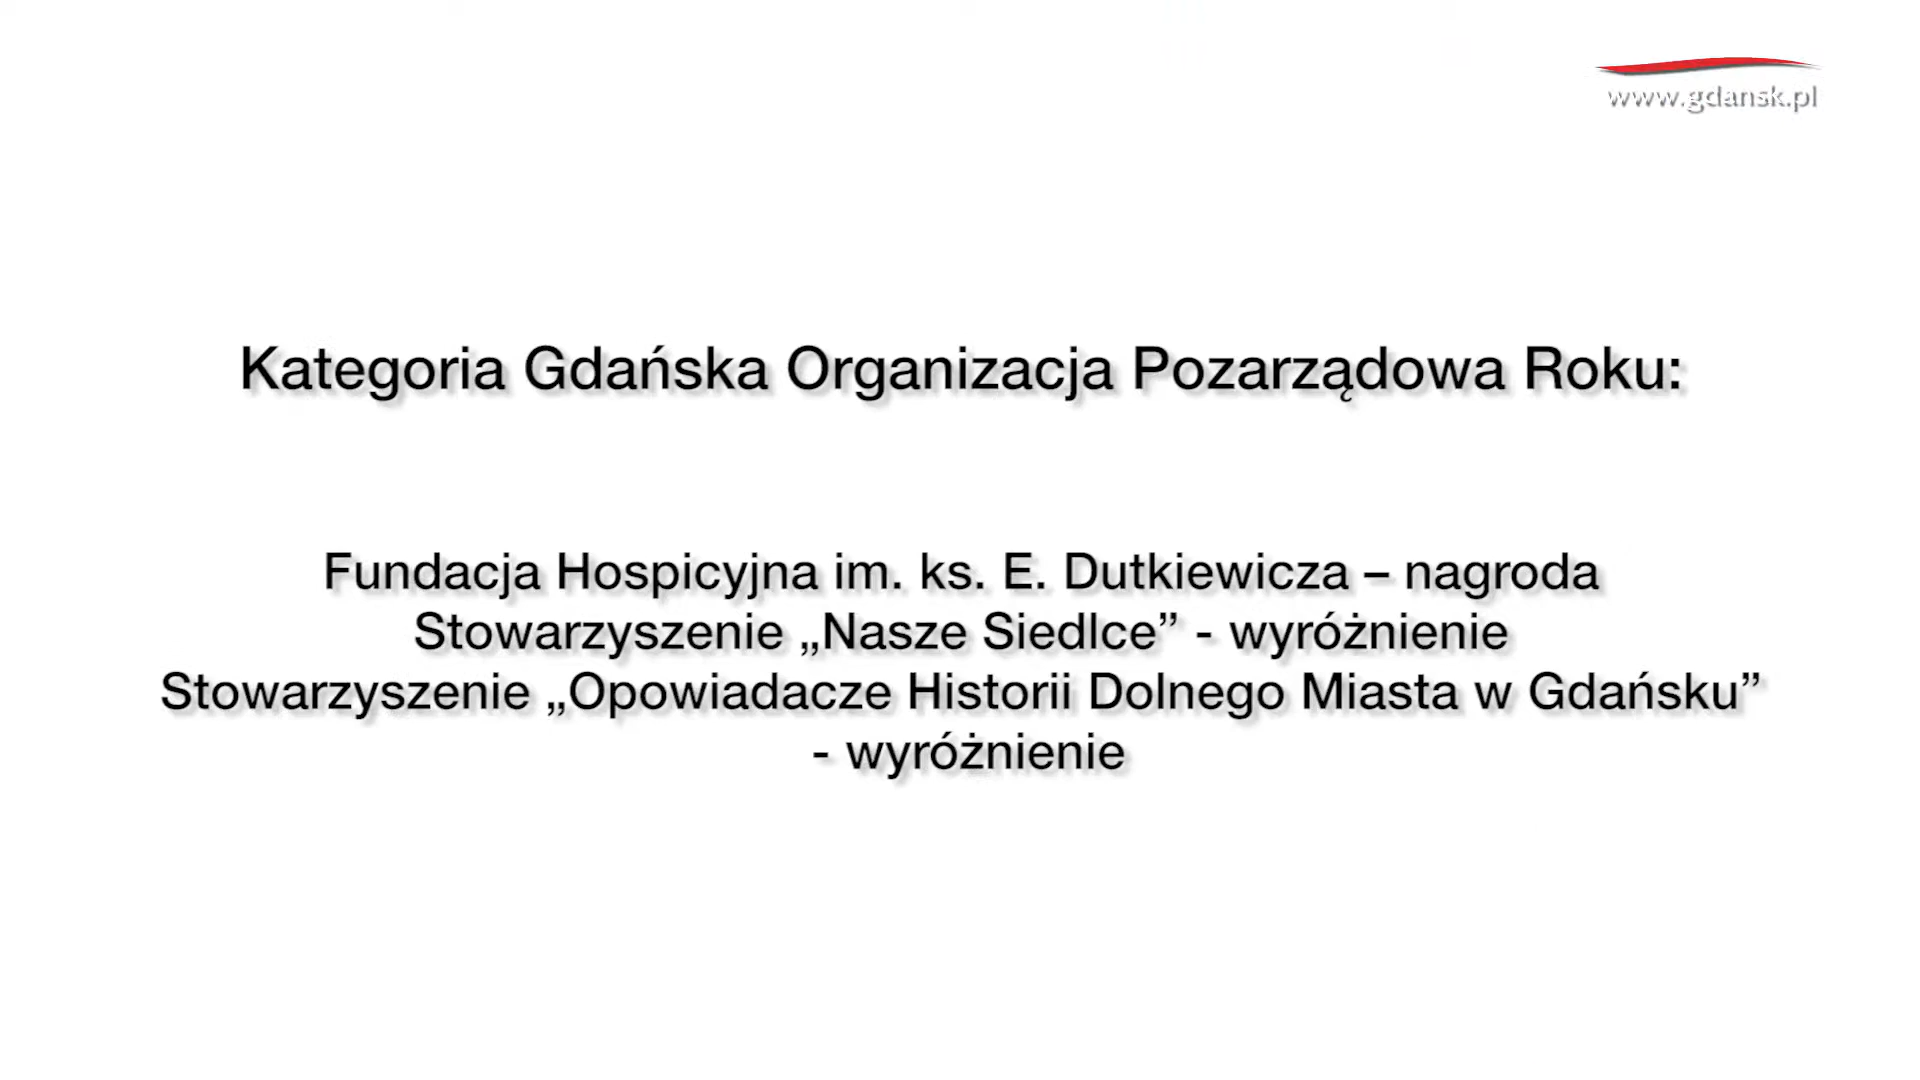 www.gdansk.pl
Kategoria Gdańska Organizacja Pozarządowa Roku:
Fundacja Hospicyjna im. ks. E. Dutkiewicza – nagroda
Stowarzyszenie „Nasze Siedlce” - wyróżnienie
Stowarzyszenie „Opowiadacze Historii Dolnego Miasta w Gdańsku”
- wyróżnienie